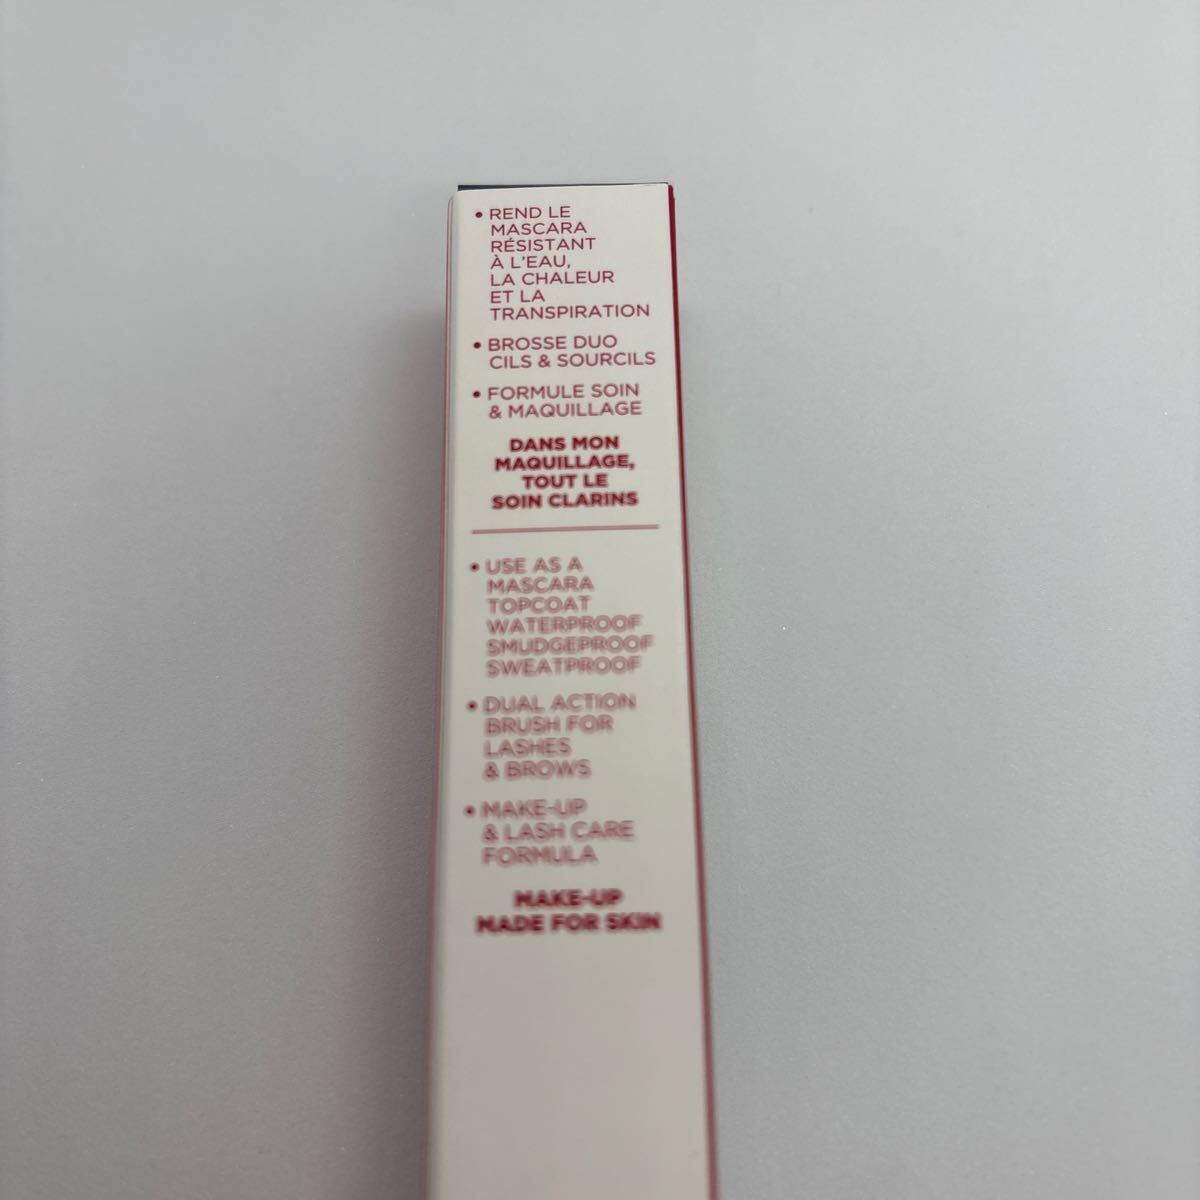 • REND LE
MASCARA
RÉSISTANT
À L'EAU,
LA CHALEUR
ET LA
TRANSPIRATION
• BROSSE DUO
CILS & SOURCILS
• FORMULE SOIN
& MAQUILLAGE
DANS MON
MAQUILLAGE,
TOUT LE
SOIN CLARINS
• USE AS A
MASCARA
TOPCOAT
WATERPROOF
SMUDGEPROOF
SWEATPROOF
• DUAL ACTION
BRUSH FOR
LASHES
& BROWS
• MAKE-UP
& LASH CARE
FORMULA
MAKE-UP
MADE FOR SKIN